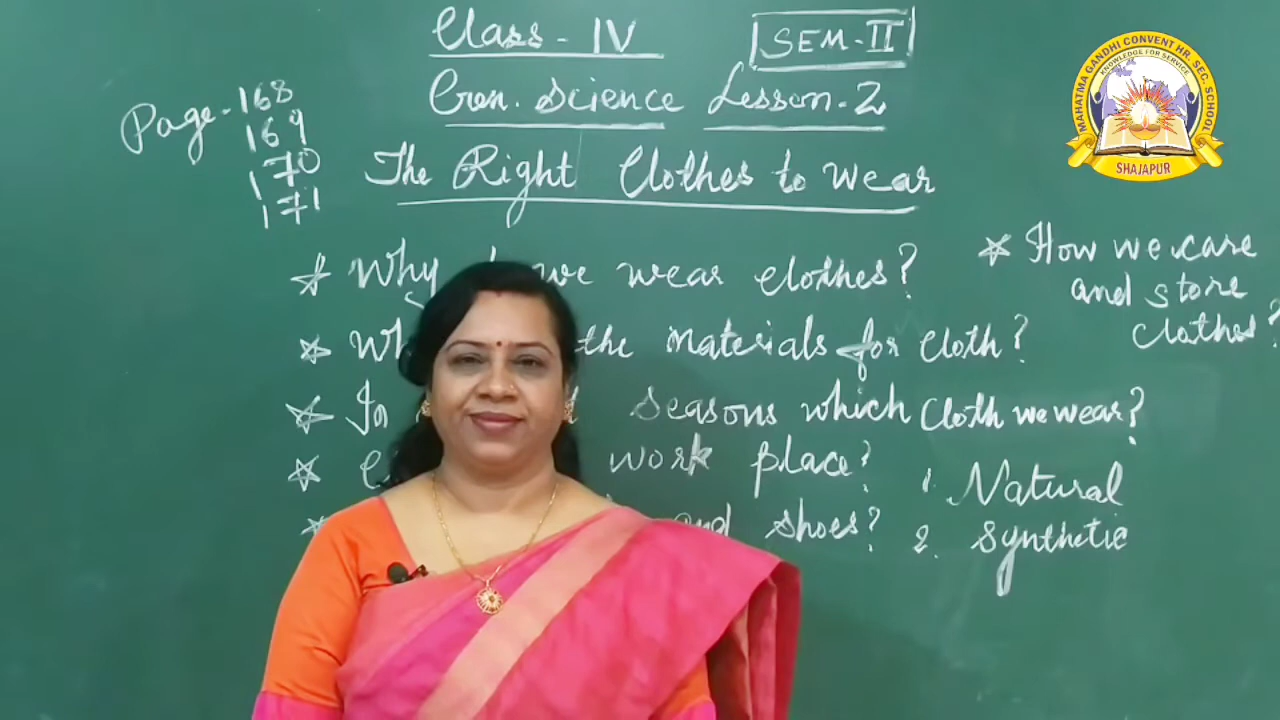 Class - IV
SEM-II
Gen. Science Lesson-2
Page - 168
169
170
171
The Right Clothes to Wear
Why we wear clothes?
the materials for cloth?
In seasons which cloth we wear?
work place?
and shoes?
How we care
and store
clothes?
1. Natural
2. Synthetic
MAHATMA GANDHI CONVENT HR. SEC. SCHOOL
KNOWLEDGE FOR SERVICE
SHAJAPUR